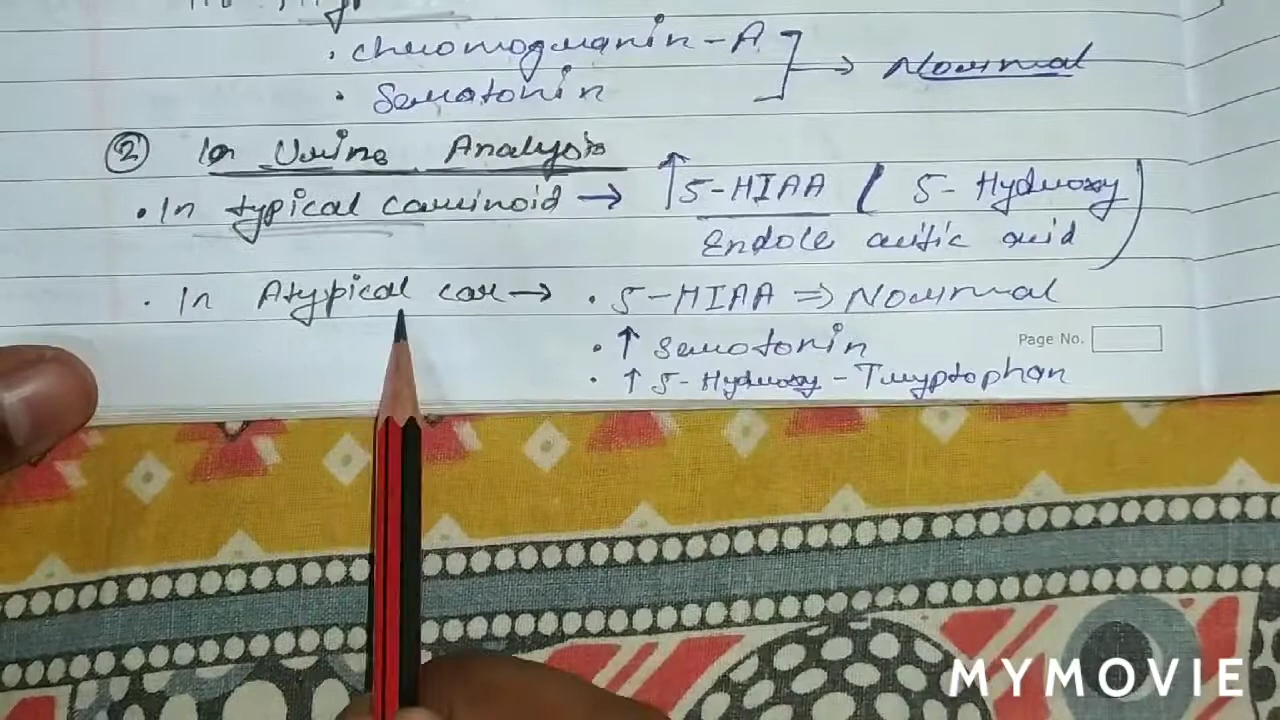 . Chromogranin - A
. Serotonin → Normal
② In Urine Analysis
. In typical carcinoid → ↑ 5-HIAA ( 5- Hydroxy
Endole acitic acid )
. In Atypical car → . 5-HIAA ⇒ Normal
. ↑ Serotonin
Page No.
. ↑ 5-Hydroxy - Tryptophan
MYMOVIE